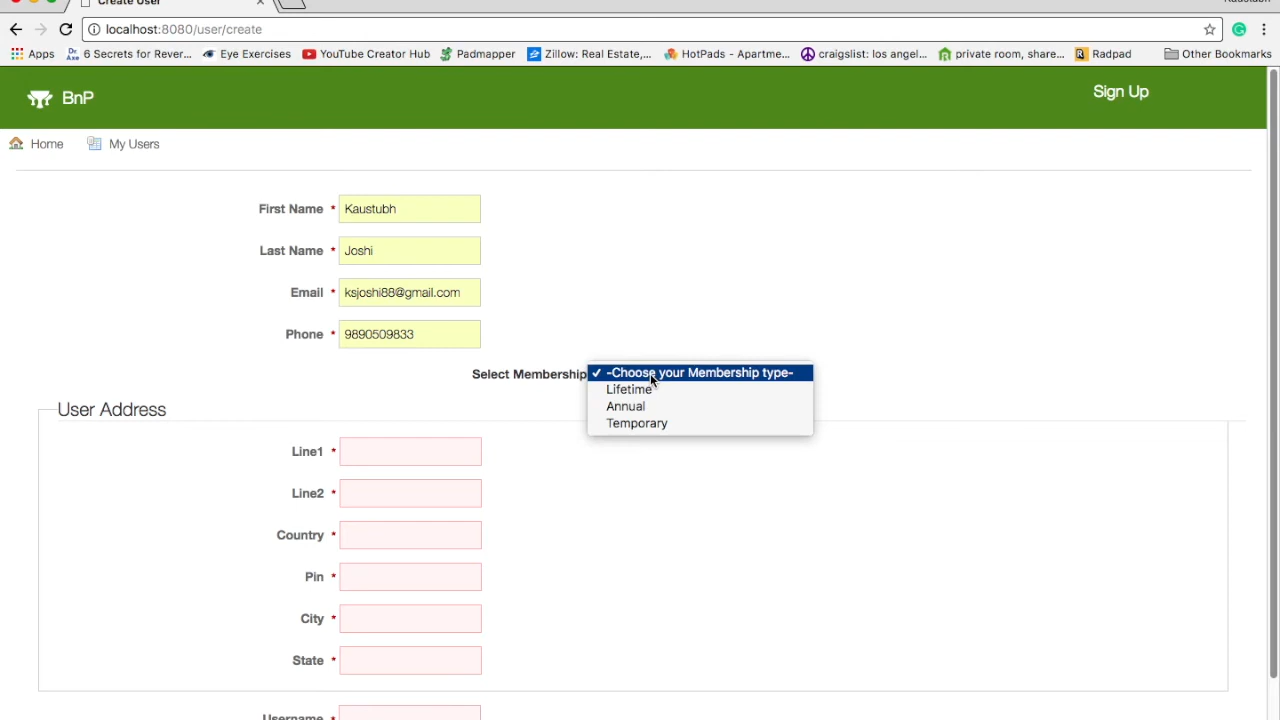 Create User
Kaustubh
localhost:8080/user/create
Apps 6 Secrets for Rever... Eye Exercises YouTube Creator Hub Padmapper Zillow: Real Estate,... HotPads - Apartme... craigslist: los angel... private room, share... Radpad Other Bookmarks
BnP
Sign Up
Home My Users
First Name * Kaustubh
Last Name * Joshi
Email * ksjoshi88@gmail.com
Phone * 9890509833
Select Membership -Choose your Membership type-
Lifetime
Annual
Temporary
User Address
Line1 *
Line2 *
Country *
Pin *
City *
State *
Username *